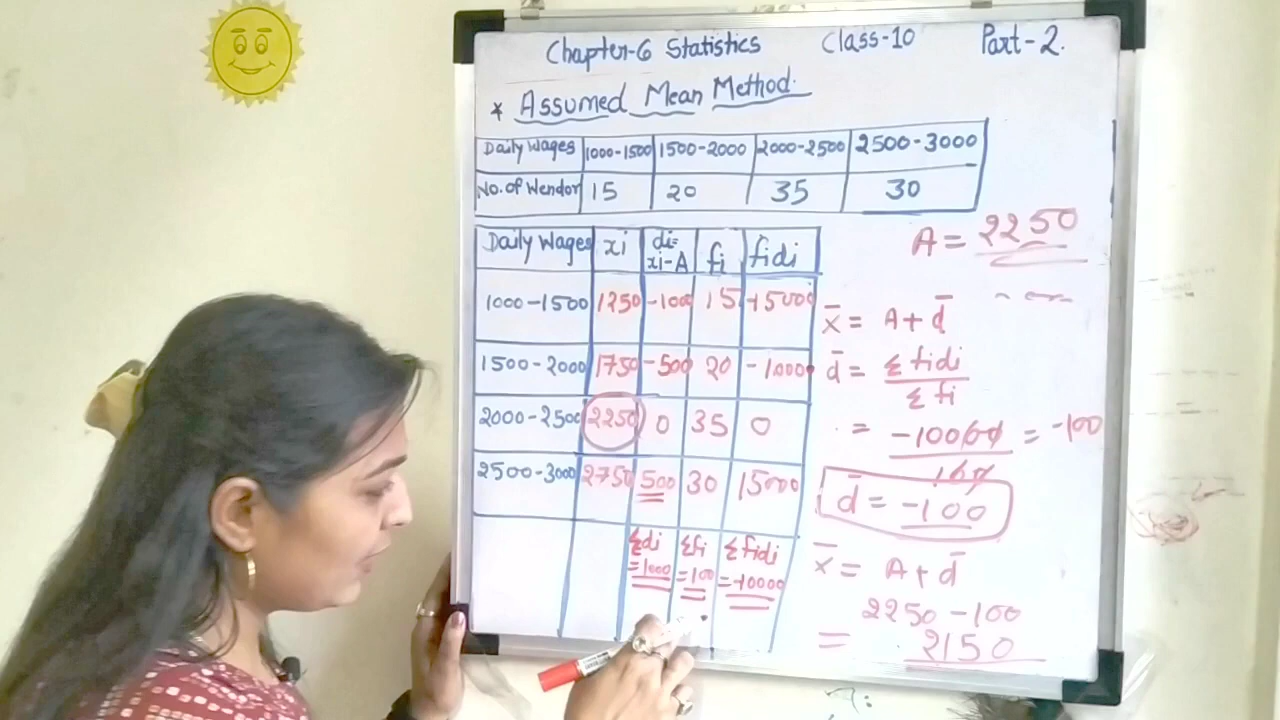 Chapter-6 Statistics Class-10 Part-2.
* Assumed Mean Method.
Daily Wages 1000-1500 1500-2000 2000-2500 2500-3000
No. of Wendor 15 20 35 30
Daily Wages xi di=xi-A fi fidi
1000-1500 1250 -1000 15 -15000
1500-2000 1750 -500 20 -10000
2000-2500 2250 0 35 0
2500-3000 2750 500 30 15000
Σdi =1000 Σfi =100 Σfidi =-10000
A = 2250
x̄ = A+d̄
d̄ = Σfidi / Σfi
= -10000 / 100 = -100
d̄ = -100
x̄ = A+d̄
2250-100
= 2150